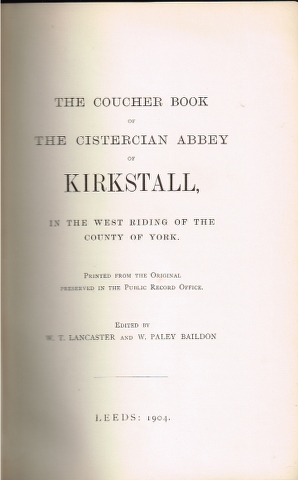 THE COUCHER BOOK
OF
THE CISTERCIAN ABBEY
OF
KIRKSTALL,
IN THE WEST RIDING OF THE
COUNTY OF YORK.
PRINTED FROM THE ORIGINAL
PRESERVED IN THE PUBLIC RECORD OFFICE.
EDITED BY
W. T. LANCASTER AND W. PALEY BAILDON
LEEDS: 1904.